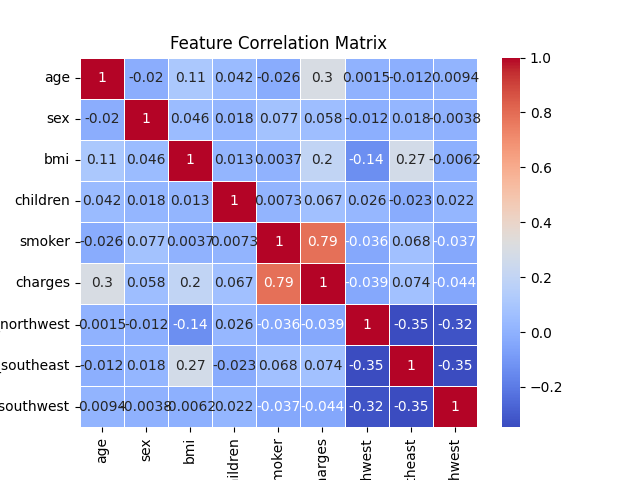 Feature Correlation Matrix
age 1 -0.02 0.11 0.042 -0.026 0.3 0.0015 -0.012 0.0094
sex -0.02 1 0.046 0.018 0.077 0.058 -0.012 0.018 -0.0038
bmi 0.11 0.046 1 0.013 0.0037 0.2 -0.14 0.27 -0.0062
children 0.042 0.018 0.013 1 0.0073 0.067 0.026 -0.023 0.022
smoker -0.026 0.077 0.0037 0.0073 1 0.79 -0.036 0.068 -0.037
charges 0.3 0.058 0.2 0.067 0.79 1 -0.039 0.074 -0.044
northwest -0.0015 -0.012 -0.14 0.026 -0.036 -0.039 1 -0.35 -0.32
_southeast -0.012 0.018 0.27 -0.023 0.068 0.074 -0.35 1 -0.35
southwest -0.0094 -0.0038 -0.0062 0.022 -0.037 -0.044 -0.32 -0.35 1
age sex bmi ildren moker harges hwest heast hwest
1.0
0.8
0.6
0.4
0.2
0.0
−0.2